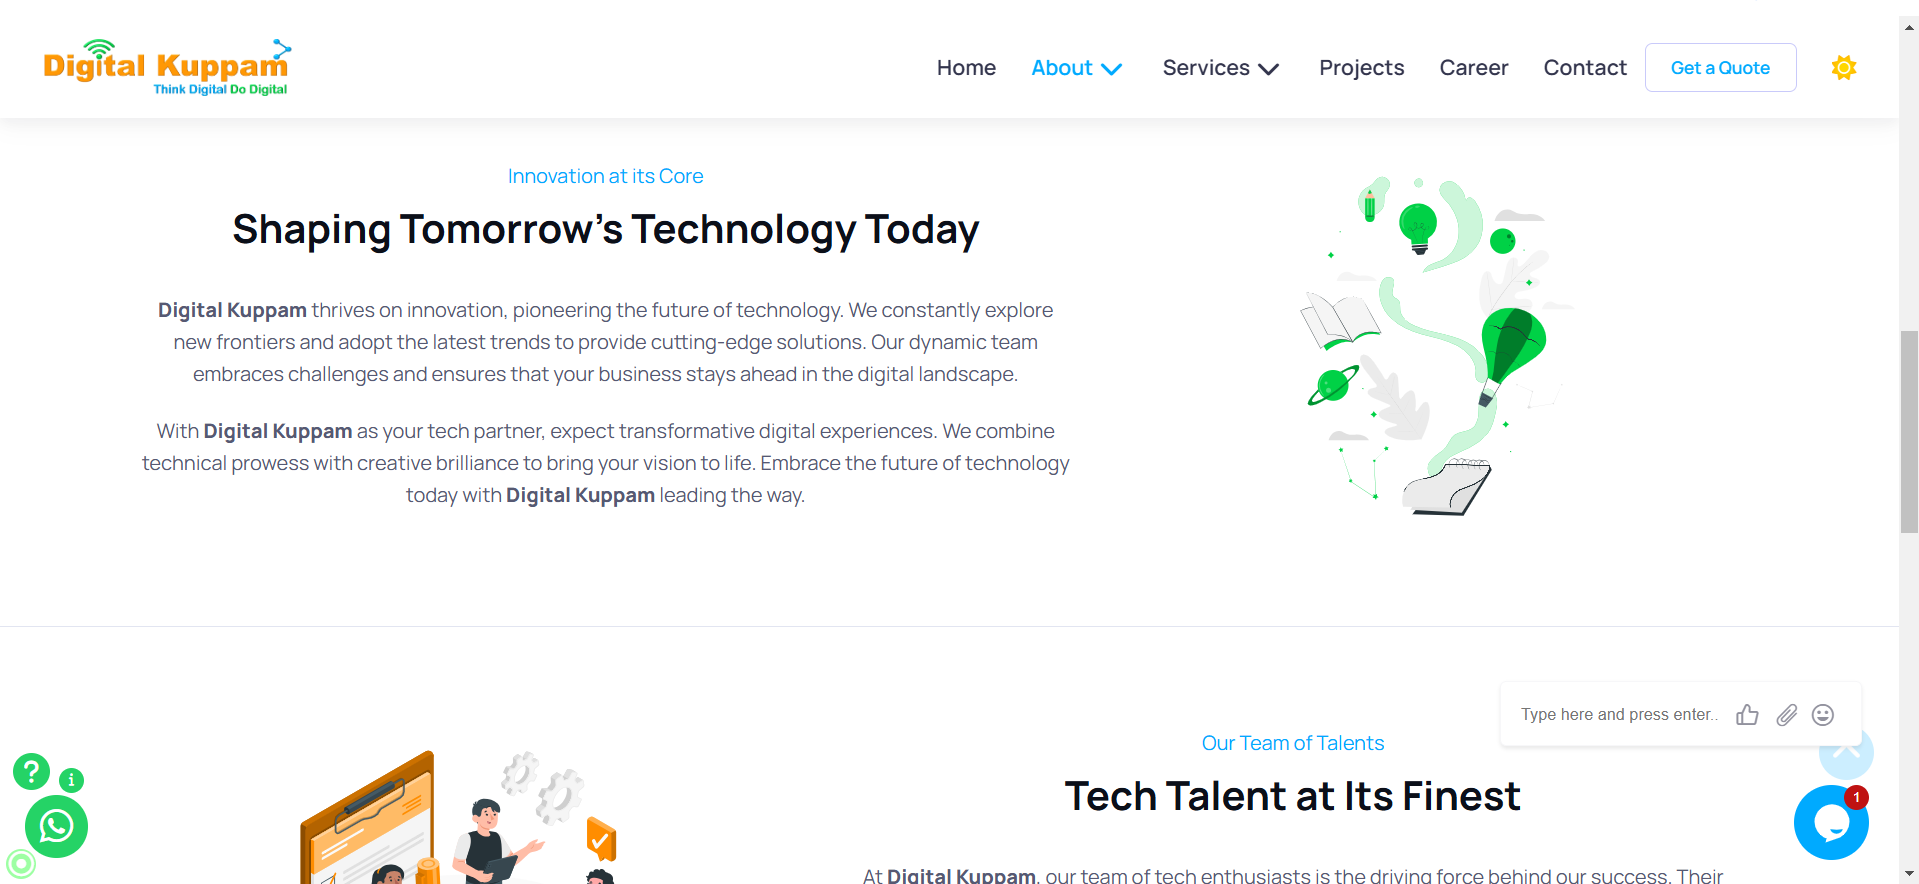 Digital Kuppam
Think Digital Do Digital
Home
About
Services
Projects
Career
Contact
Get a Quote
Innovation at its Core
Shaping Tomorrow's Technology Today
Digital Kuppam thrives on innovation, pioneering the future of technology. We constantly explore
new frontiers and adopt the latest trends to provide cutting-edge solutions. Our dynamic team
embraces challenges and ensures that your business stays ahead in the digital landscape.
With Digital Kuppam as your tech partner, expect transformative digital experiences. We combine
technical prowess with creative brilliance to bring your vision to life. Embrace the future of technology
today with Digital Kuppam leading the way.
Type here and press enter..
Our Team of Talents
Tech Talent at Its Finest
At Digital Kuppam, our team of tech enthusiasts is the driving force behind our success. Their
?
i
1